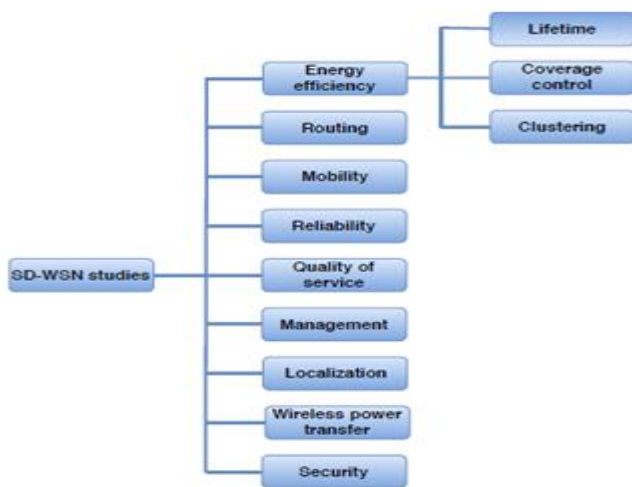 Lifetime
Energy
efficiency
Coverage
control
Clustering
Routing
Mobility
Reliability
SD-WSN studies
Quality of
service
Management
Localization
Wireless power
transfer
Security